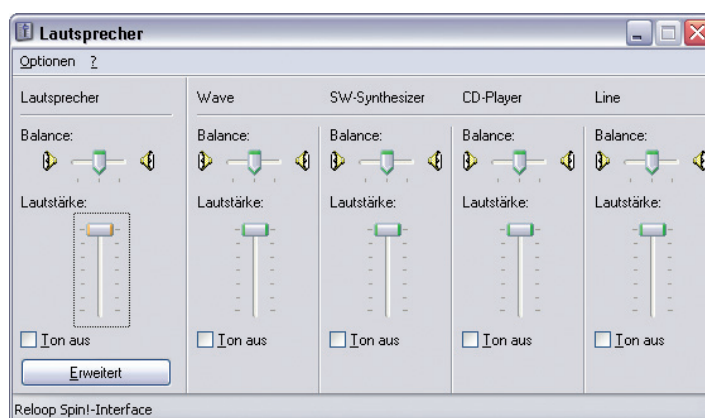 Lautsprecher
Optionen ?
Lautsprecher Wave SW-Synthesizer CD-Player Line
Balance: Balance: Balance: Balance: Balance:
Lautstärke: Lautstärke: Lautstärke: Lautstärke: Lautstärke:
Ton aus Ton aus Ton aus Ton aus Ton aus
Erweitert
Reloop Spin!-Interface